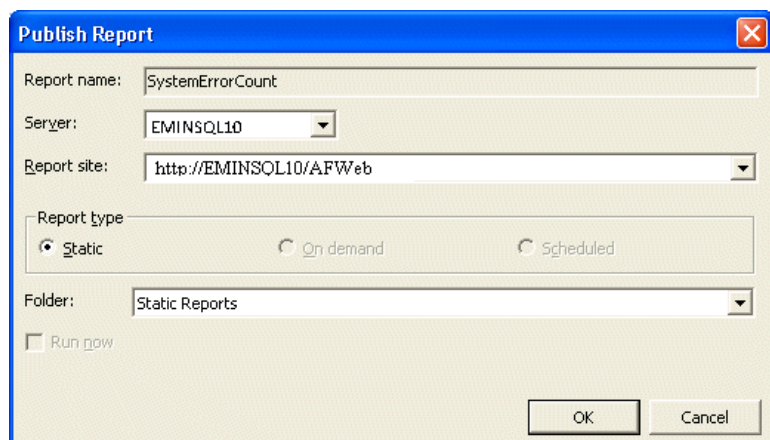 Publish Report
Report name: SystemErrorCount
Server: EMINSQL10
Report site: http://EMINSQL10/AFWeb
Report type
Static On demand Scheduled
Folder: Static Reports
Run now
OK Cancel